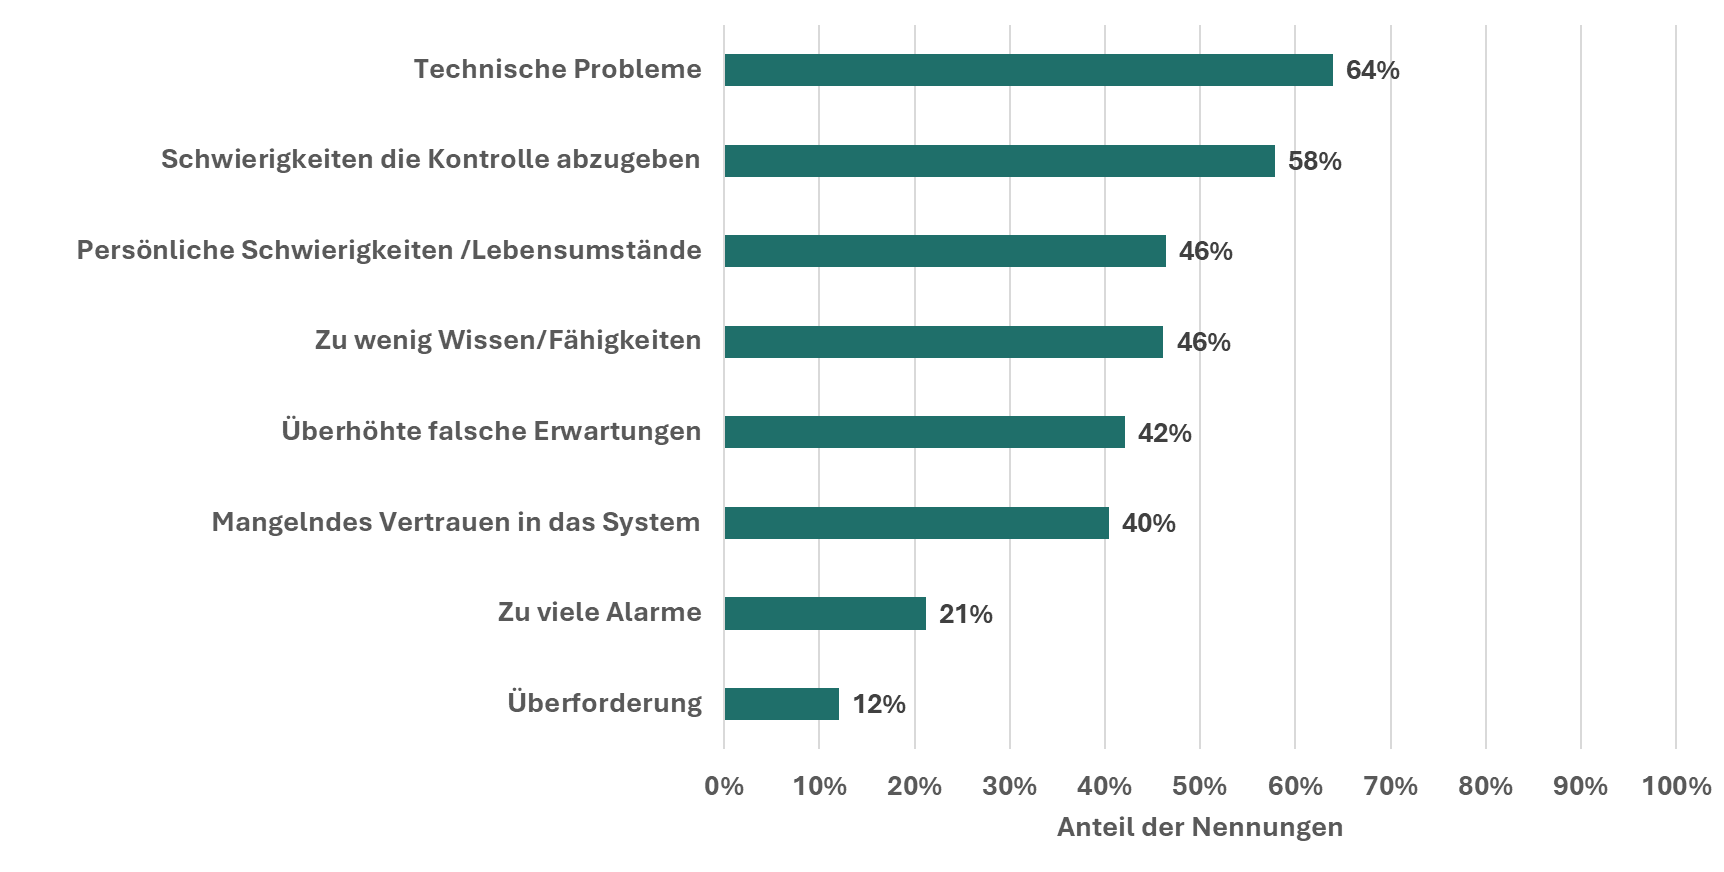 Technische Probleme 64%
Schwierigkeiten die Kontrolle abzugeben 58%
Persönliche Schwierigkeiten /Lebensumstände 46%
Zu wenig Wissen/Fähigkeiten 46%
Überhöhte falsche Erwartungen 42%
Mangelndes Vertrauen in das System 40%
Zu viele Alarme 21%
Überforderung 12%
0% 10% 20% 30% 40% 50% 60% 70% 80% 90% 100%
Anteil der Nennungen